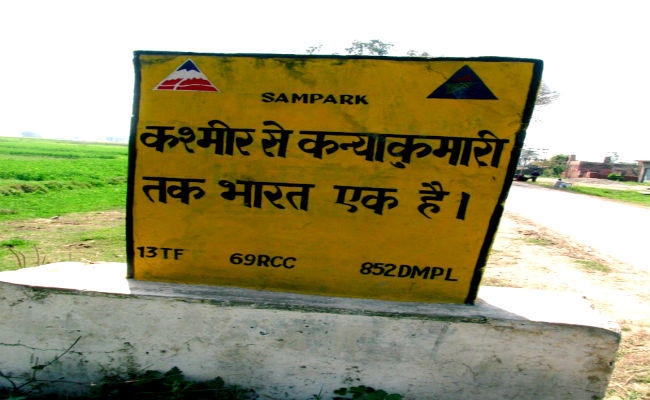 SAMPARK
कश्मीर से कन्याकुमारी
तक भारत एक है।
13TF 69RCC 852DMPL